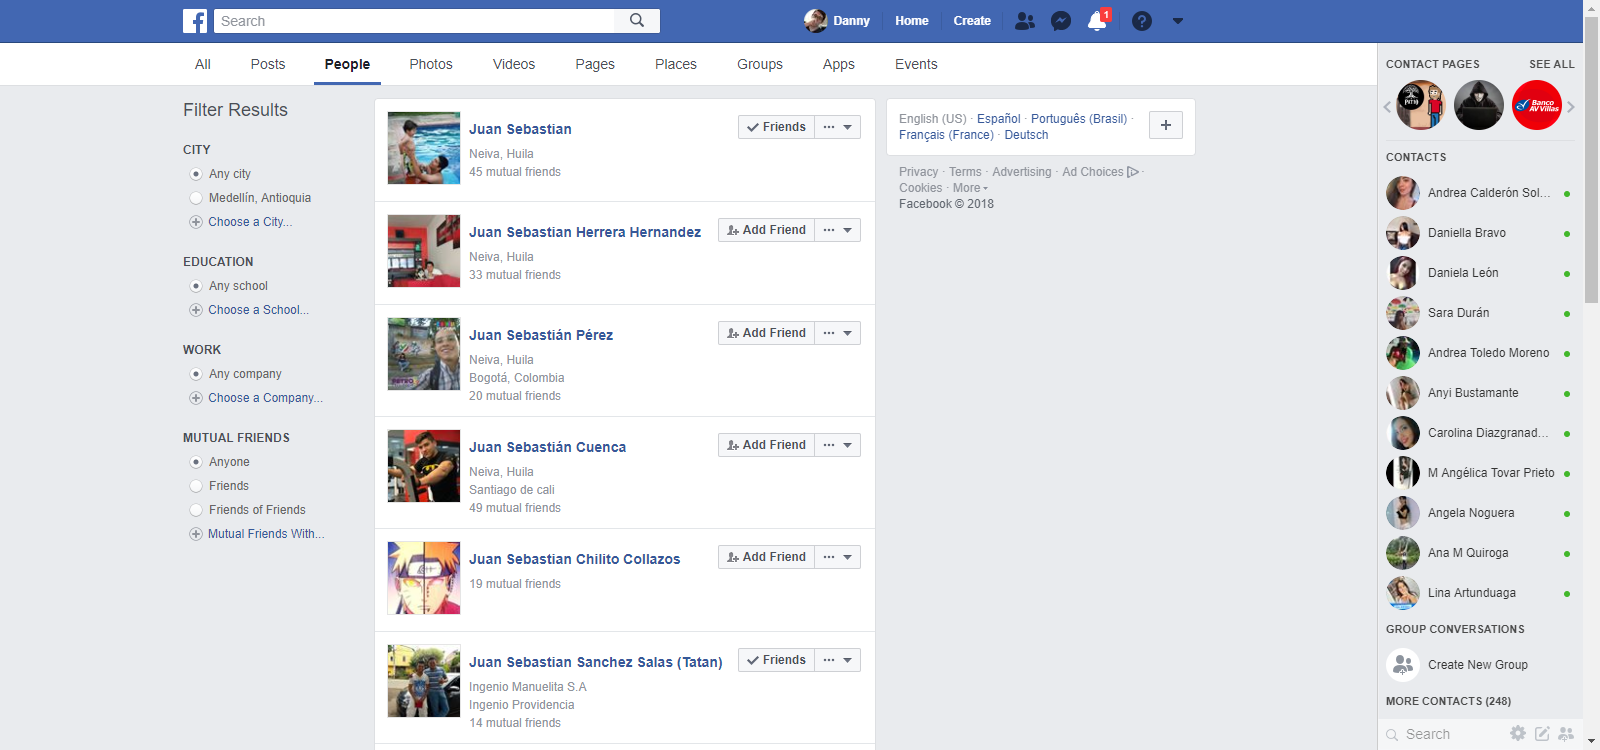 Search
Danny
Home
Create
1
All
Posts
People
Photos
Videos
Pages
Places
Groups
Apps
Events
Filter Results
CITY
Any city
Medellín, Antioquia
Choose a City...
EDUCATION
Any school
Choose a School...
WORK
Any company
Choose a Company...
MUTUAL FRIENDS
Anyone
Friends
Friends of Friends
Mutual Friends With...
Juan Sebastian
Neiva, Huila
45 mutual friends
Friends
Juan Sebastian Herrera Hernandez
Neiva, Huila
33 mutual friends
Add Friend
Juan Sebastián Pérez
Neiva, Huila
Bogotá, Colombia
20 mutual friends
Add Friend
Juan Sebastián Cuenca
Neiva, Huila
Santiago de cali
49 mutual friends
Add Friend
Juan Sebastian Chilito Collazos
19 mutual friends
Add Friend
Juan Sebastian Sanchez Salas (Tatan)
Ingenio Manuelita S.A
Ingenio Providencia
14 mutual friends
Friends
English (US) · Español · Português (Brasil) ·
Français (France) · Deutsch
Privacy · Terms · Advertising · Ad Choices ·
Cookies · More
Facebook © 2018
CONTACT PAGES
SEE ALL
Banco
AV Villas
CONTACTS
Andrea Calderón Sol...
Daniella Bravo
Daniela León
Sara Durán
Andrea Toledo Moreno
Anyi Bustamante
Carolina Diazgranad...
M Angélica Tovar Prieto
Angela Noguera
Ana M Quiroga
Lina Artunduaga
GROUP CONVERSATIONS
Create New Group
MORE CONTACTS (248)
Search